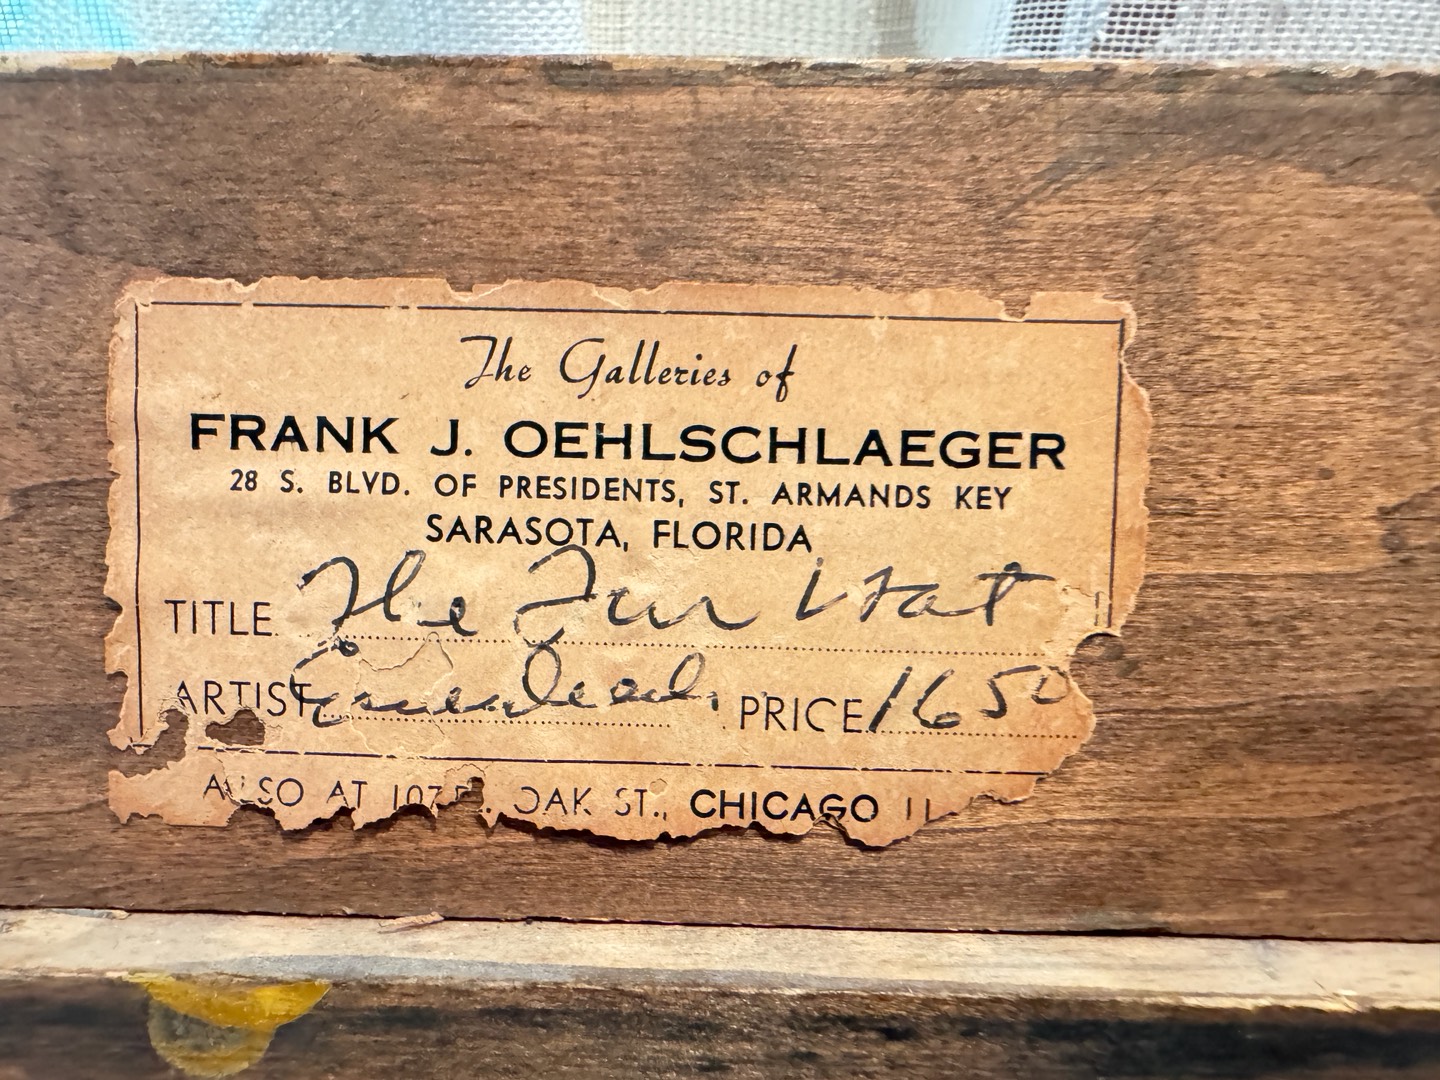 The Galleries of
FRANK J. OEHLSCHLAEGER
28 S. BLVD. OF PRESIDENTS, ST. ARMANDS KEY
SARASOTA, FLORIDA
TITLE The Fur Hat
ARTIST PRICE 1650
ALSO AT 107 E. OAK ST., CHICAGO